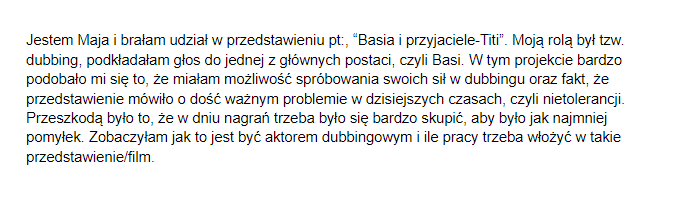 Jestem Maja i brałam udział w przedstawieniu pt:, “Basia i przyjaciele-Titi”. Moją rolą był tzw.
dubbing, podkładałam głos do jednej z głównych postaci, czyli Basi. W tym projekcie bardzo
podobało mi się to, że miałam możliwość spróbowania swoich sił w dubbingu oraz fakt, że
przedstawienie mówiło o dość ważnym problemie w dzisiejszych czasach, czyli nietolerancji.
Przeszkodą było to, że w dniu nagrań trzeba było się bardzo skupić, aby było jak najmniej
pomyłek. Zobaczyłam jak to jest być aktorem dubbingowym i ile pracy trzeba włożyć w takie
przedstawienie/film.